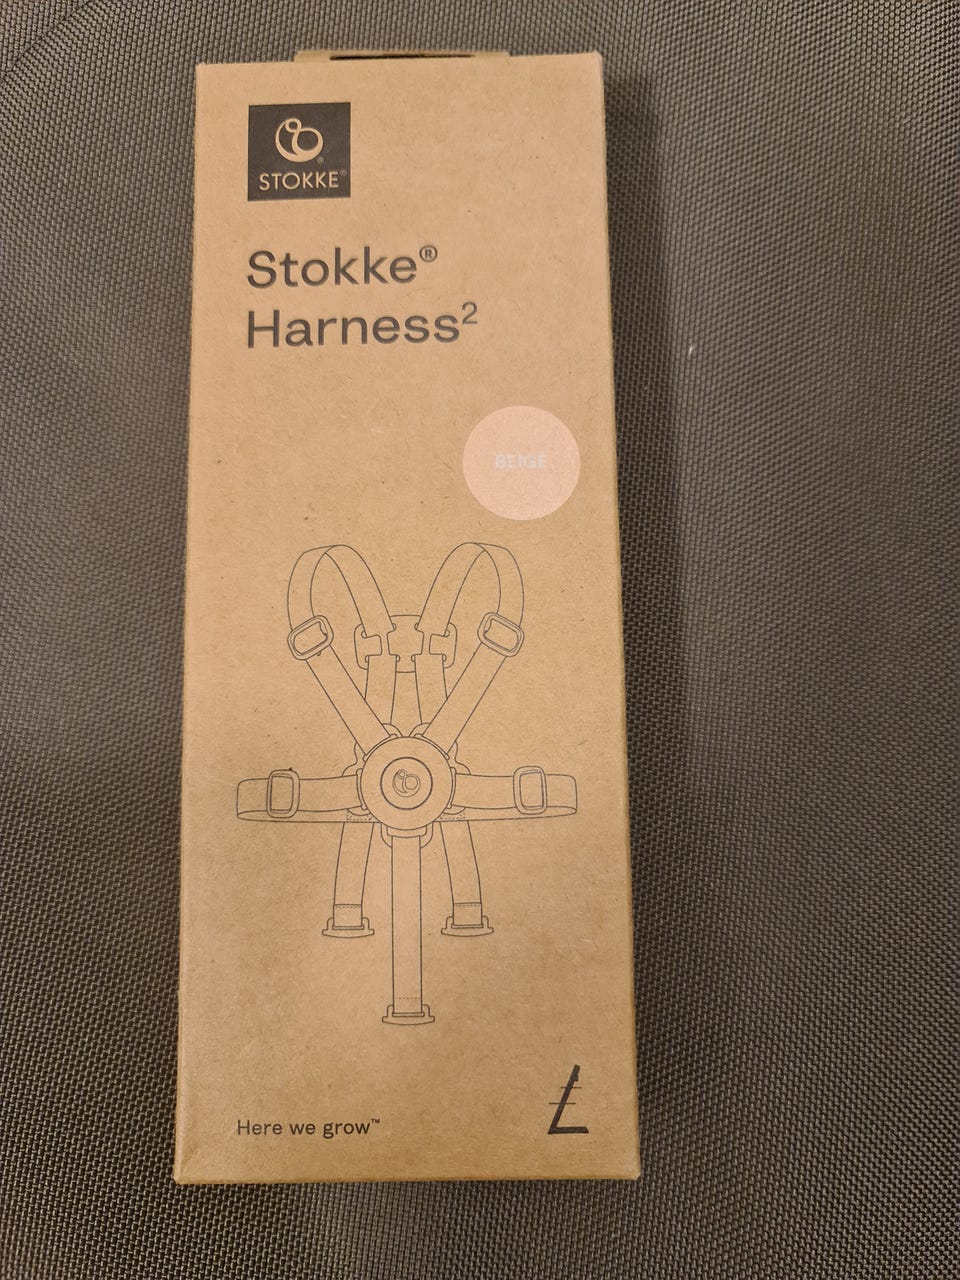 STOKKE®
Stokke®
Harness²
BEIGE
Here we grow™